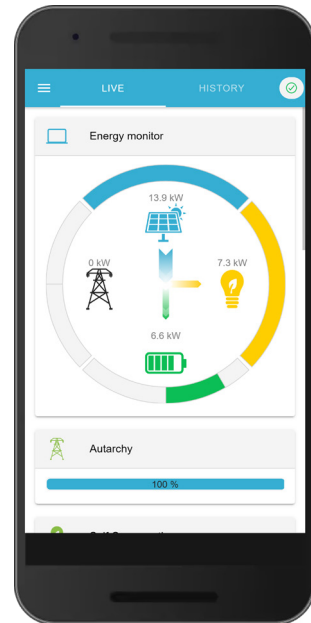 LIVE HISTORY
Energy monitor
13.9 kW
0 kW 7.3 kW
6.6 kW
Autarchy
100 %